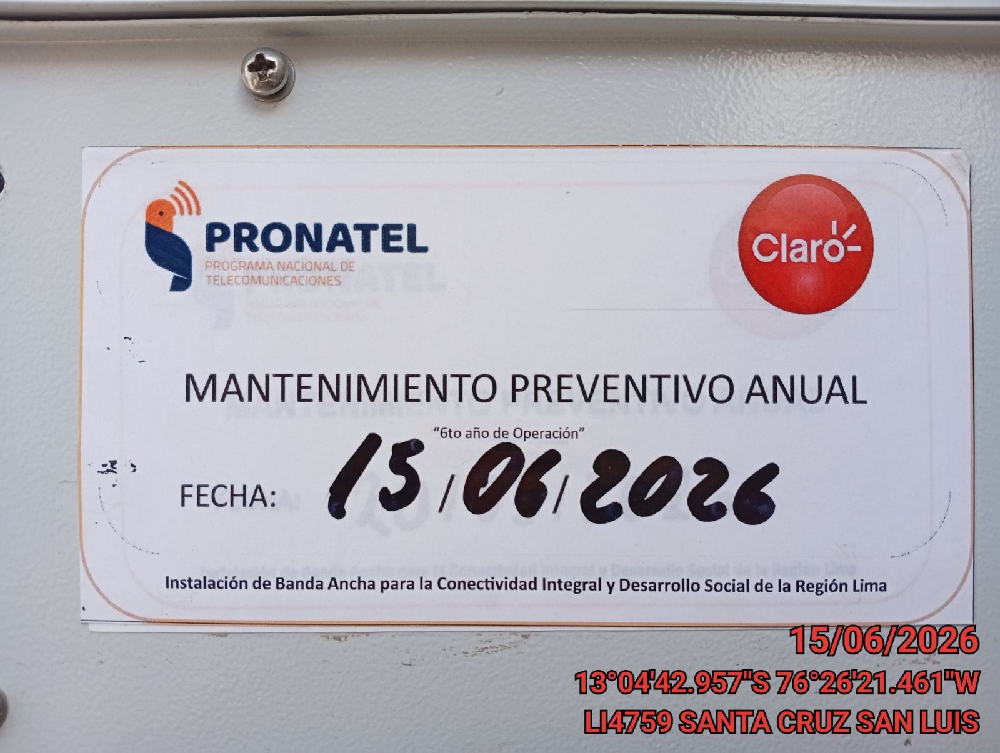 PRONATEL
PROGRAMA NACIONAL DE
TELECOMUNICACIONES
Claro
MANTENIMIENTO PREVENTIVO ANUAL
“6to año de Operación”
FECHA: 15/06/2026
Instalación de Banda Ancha para la Conectividad Integral y Desarrollo Social de la Región Lima
15/06/2026
13°04'42.957"S 76°26'21.461"W
LI4759 SANTA CRUZ SAN LUIS